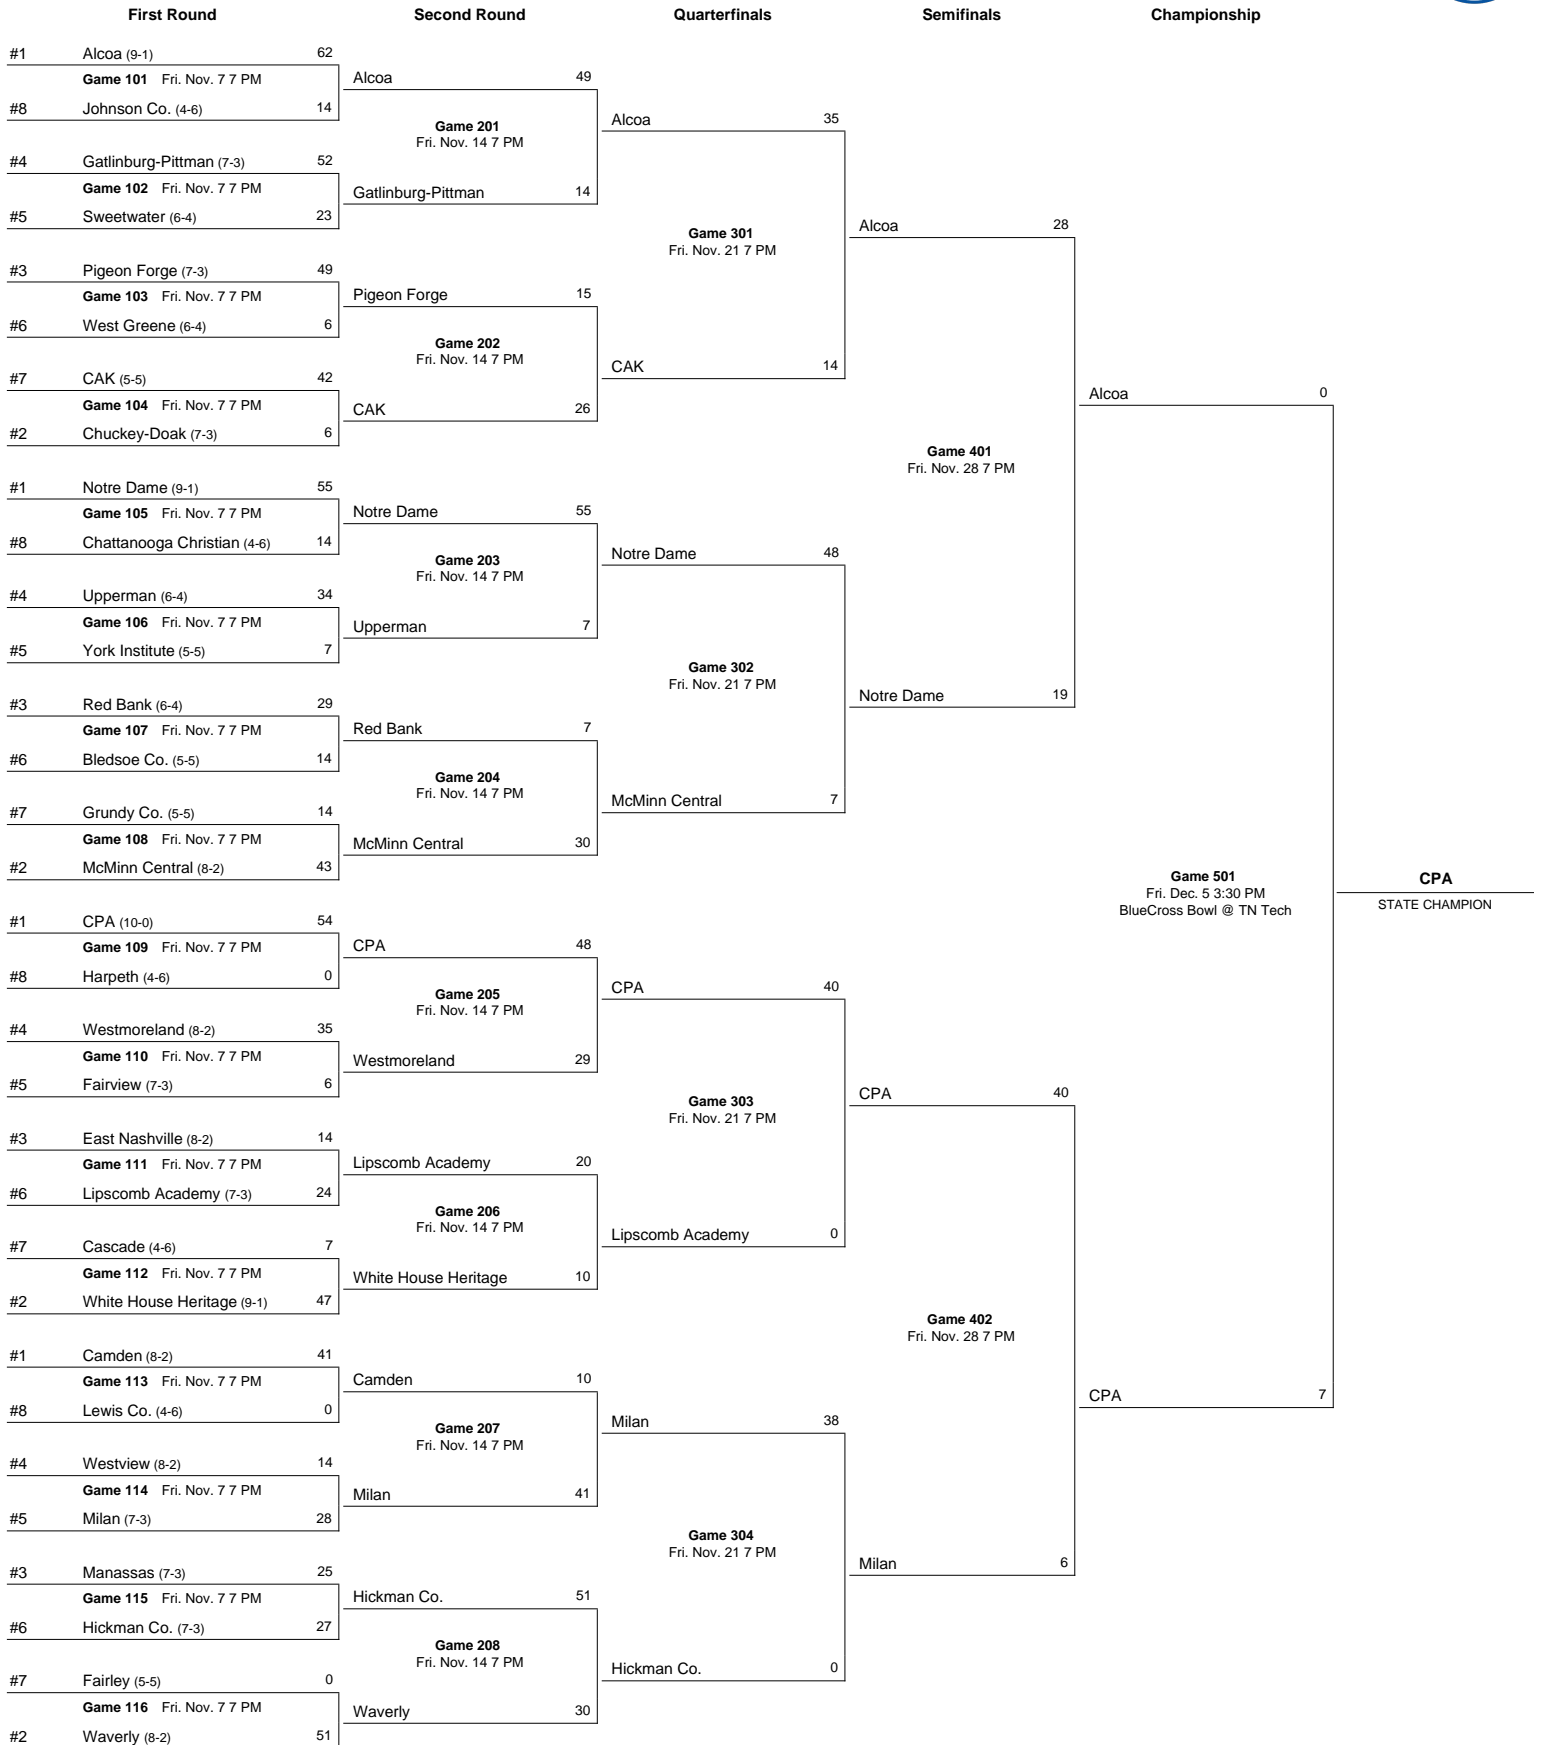 First Round Second Round Quarterfinals Semifinals Championship
#1 Alcoa (9-1) 62
Game 101 Fri. Nov. 7 7 PM
#8 Johnson Co. (4-6) 14
#4 Gatlinburg-Pittman (7-3) 52
Game 102 Fri. Nov. 7 7 PM
#5 Sweetwater (6-4) 23
#3 Pigeon Forge (7-3) 49
Game 103 Fri. Nov. 7 7 PM
#6 West Greene (6-4) 6
#7 CAK (5-5) 42
Game 104 Fri. Nov. 7 7 PM
#2 Chuckey-Doak (7-3) 6
#1 Notre Dame (9-1) 55
Game 105 Fri. Nov. 7 7 PM
#8 Chattanooga Christian (4-6) 14
#4 Upperman (6-4) 34
Game 106 Fri. Nov. 7 7 PM
#5 York Institute (5-5) 7
#3 Red Bank (6-4) 29
Game 107 Fri. Nov. 7 7 PM
#6 Bledsoe Co. (5-5) 14
#7 Grundy Co. (5-5) 14
Game 108 Fri. Nov. 7 7 PM
#2 McMinn Central (8-2) 43
#1 CPA (10-0) 54
Game 109 Fri. Nov. 7 7 PM
#8 Harpeth (4-6) 0
#4 Westmoreland (8-2) 35
Game 110 Fri. Nov. 7 7 PM
#5 Fairview (7-3) 6
#3 East Nashville (8-2) 14
Game 111 Fri. Nov. 7 7 PM
#6 Lipscomb Academy (7-3) 24
#7 Cascade (4-6) 7
Game 112 Fri. Nov. 7 7 PM
#2 White House Heritage (9-1) 47
#1 Camden (8-2) 41
Game 113 Fri. Nov. 7 7 PM
#8 Lewis Co. (4-6) 0
#4 Westview (8-2) 14
Game 114 Fri. Nov. 7 7 PM
#5 Milan (7-3) 28
#3 Manassas (7-3) 25
Game 115 Fri. Nov. 7 7 PM
#6 Hickman Co. (7-3) 27
#7 Fairley (5-5) 0
Game 116 Fri. Nov. 7 7 PM
#2 Waverly (8-2) 51
Alcoa 49
Game 201
Fri. Nov. 14 7 PM
Gatlinburg-Pittman 14
Pigeon Forge 15
Game 202
Fri. Nov. 14 7 PM
CAK 26
Notre Dame 55
Game 203
Fri. Nov. 14 7 PM
Upperman 7
Red Bank 7
Game 204
Fri. Nov. 14 7 PM
McMinn Central 30
CPA 48
Game 205
Fri. Nov. 14 7 PM
Westmoreland 29
Lipscomb Academy 20
Game 206
Fri. Nov. 14 7 PM
White House Heritage 10
Camden 10
Game 207
Fri. Nov. 14 7 PM
Milan 41
Hickman Co. 51
Game 208
Fri. Nov. 14 7 PM
Waverly 30
Alcoa 35
Game 301
Fri. Nov. 21 7 PM
CAK 14
Notre Dame 48
Game 302
Fri. Nov. 21 7 PM
McMinn Central 7
CPA 40
Game 303
Fri. Nov. 21 7 PM
Lipscomb Academy 0
Milan 38
Game 304
Fri. Nov. 21 7 PM
Hickman Co. 0
Alcoa 28
Game 401
Fri. Nov. 28 7 PM
Notre Dame 19
CPA 40
Game 402
Fri. Nov. 28 7 PM
Milan 6
Alcoa 0
Game 501
Fri. Dec. 5 3:30 PM
BlueCross Bowl @ TN Tech
CPA 7
CPA
STATE CHAMPION